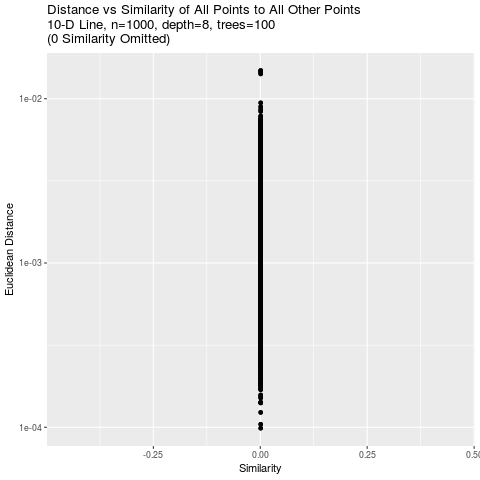 Distance vs Similarity of All Points to All Other Points
10-D Line, n=1000, depth=8, trees=100
(0 Similarity Omitted)
Euclidean Distance
1e-02
1e-03
1e-04
-0.25
0.00
0.25
0.50
Similarity